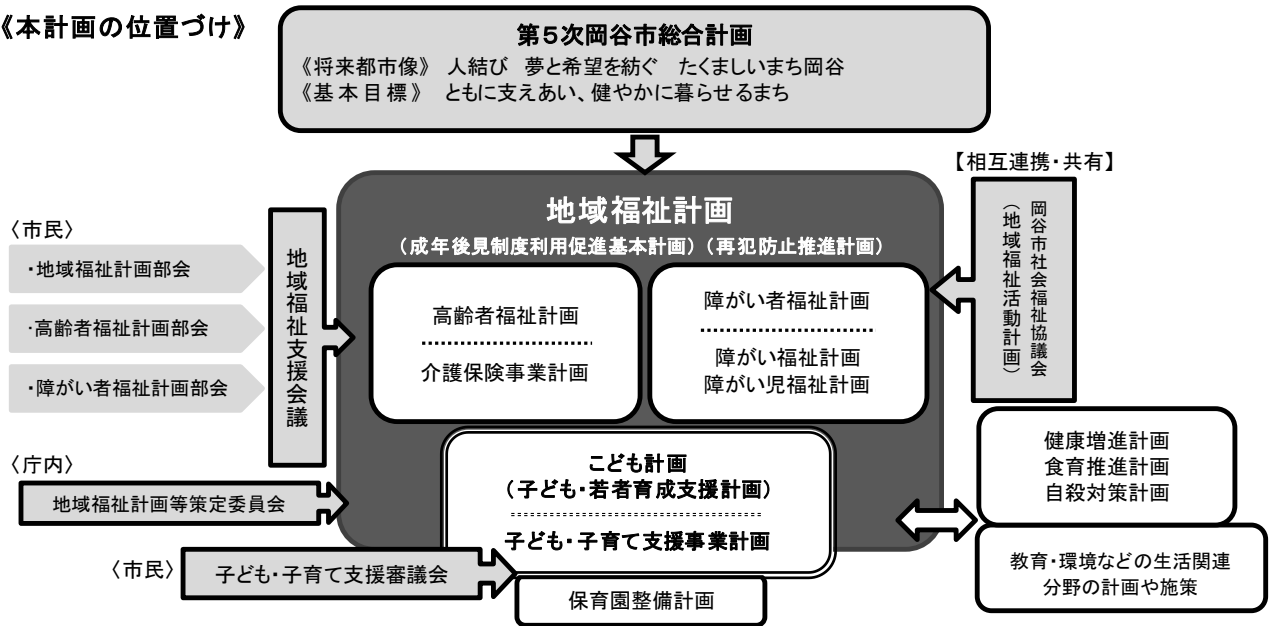 《本計画の位置づけ》
第5次岡谷市総合計画
《将来都市像》 人結び 夢と希望を紡ぐ たくましいまち岡谷
《基本目標》 ともに支えあい、健やかに暮らせるまち
【相互連携・共有】
岡谷市社会福祉協議会
（地域福祉活動計画）
地域福祉計画
（成年後見制度利用促進基本計画）（再犯防止推進計画）
〈市民〉
・地域福祉計画部会
・高齢者福祉計画部会
・障がい者福祉計画部会
地域福祉支援会議
高齢者福祉計画
介護保険事業計画
障がい者福祉計画
障がい福祉計画
障がい児福祉計画
〈庁内〉
地域福祉計画等策定委員会
こども計画
（子ども・若者育成支援計画）
子ども・子育て支援事業計画
〈市民〉
子ども・子育て支援審議会
保育園整備計画
健康増進計画
食育推進計画
自殺対策計画
教育・環境などの生活関連
分野の計画や施策